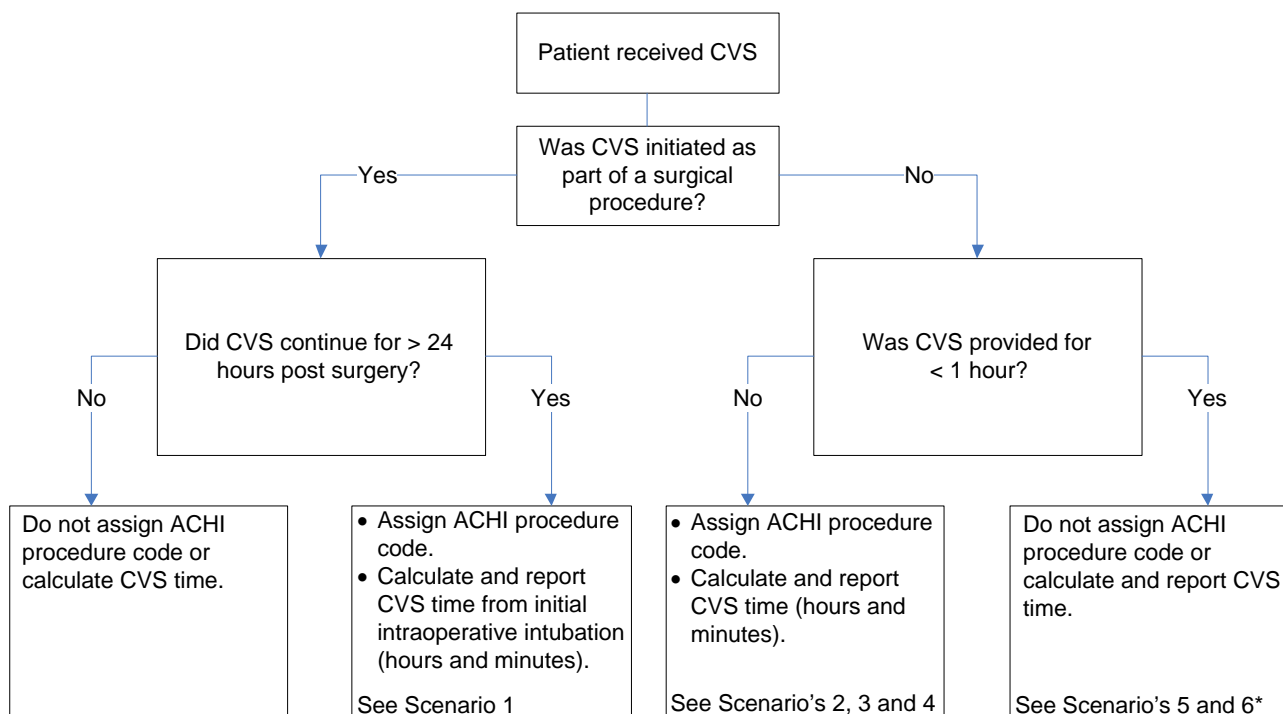 Patient received CVS
Was CVS initiated as
part of a surgical
procedure?
Yes
No
Did CVS continue for > 24
hours post surgery?
Was CVS provided for
< 1 hour?
No
Yes
No
Yes
Do not assign ACHI
procedure code or
calculate CVS time.
• Assign ACHI procedure
code.
• Calculate and report
CVS time from initial
intraoperative intubation
(hours and minutes).
See Scenario 1
• Assign ACHI procedure
code.
• Calculate and report
CVS time (hours and
minutes).
See Scenario’s 2, 3 and 4
Do not assign ACHI
procedure code or
calculate and report CVS
time.
See Scenario’s 5 and 6*